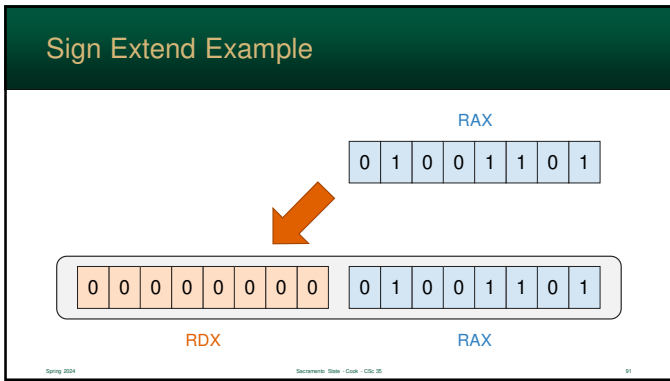 Sign Extend Example
RAX
0 1 0 0 1 1 0 1
0 0 0 0 0 0 0 0 0 1 0 0 1 1 0 1
RDX RAX
Spring 2024 Sacramento State - Cook - CSc 35 91